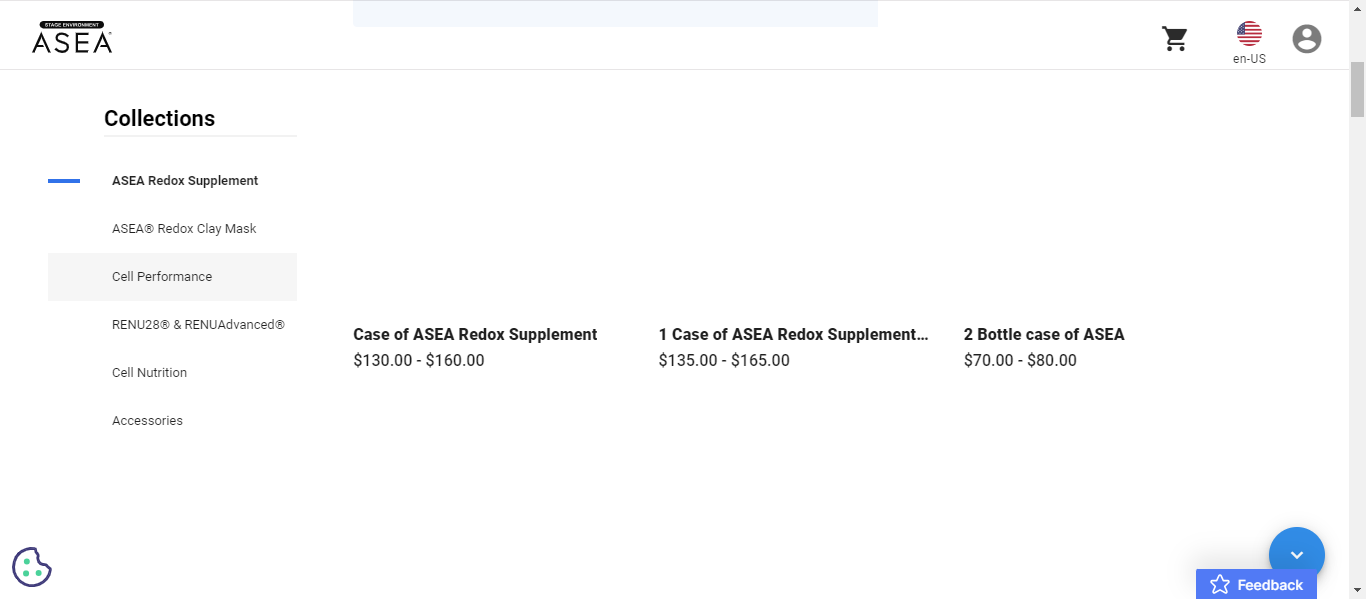 STAGE ENVIRONMENT
ASEA
en-US
Collections
ASEA Redox Supplement
ASEA® Redox Clay Mask
Cell Performance
RENU28® & RENUAdvanced®
Cell Nutrition
Accessories
Case of ASEA Redox Supplement
$130.00 - $160.00
1 Case of ASEA Redox Supplement...
$135.00 - $165.00
2 Bottle case of ASEA
$70.00 - $80.00
Feedback